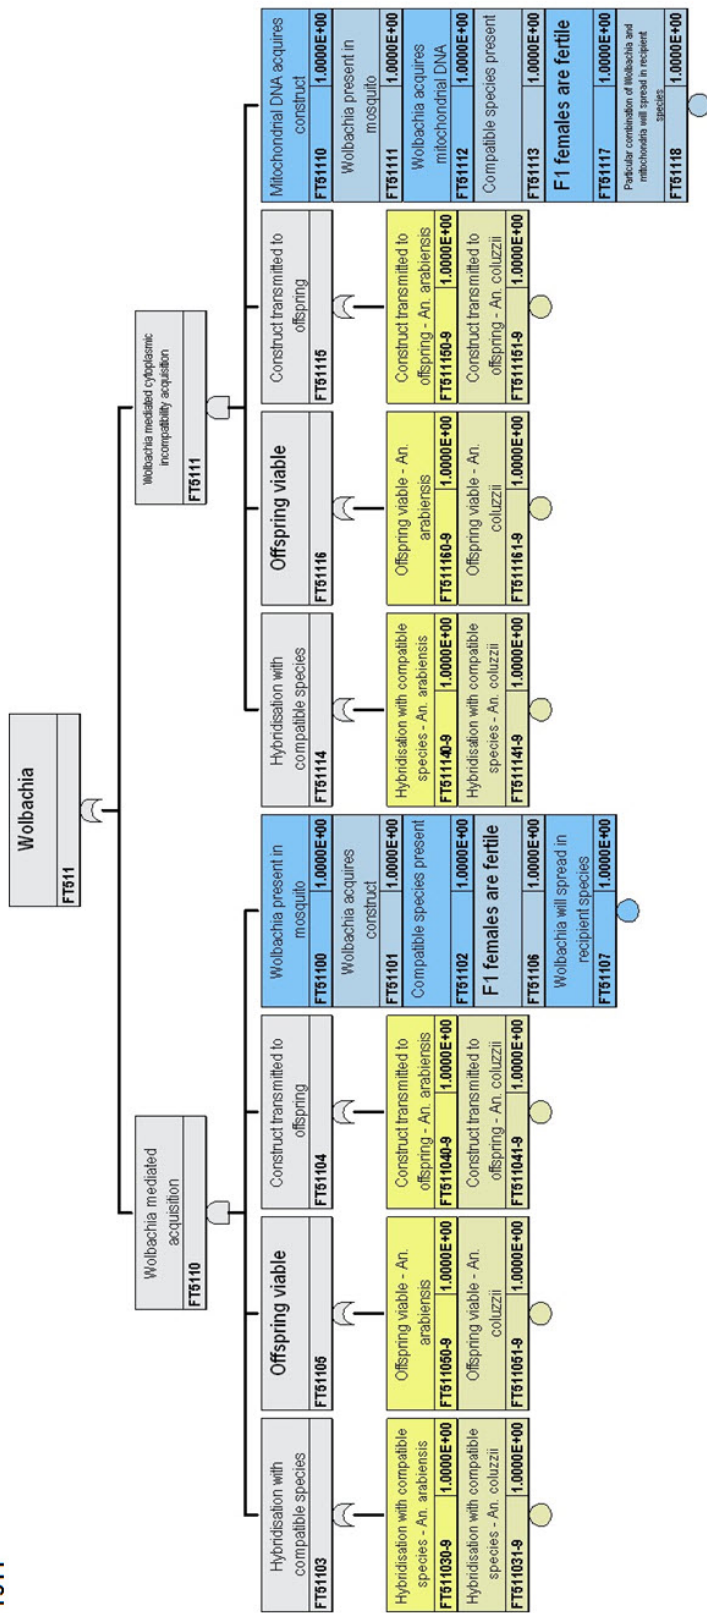 Wolbachia
FT511
Wolbachia mediated
acquisition
FT5110
Wolbachia mediated cytoplasmic
incompatibility acquisition
FT5111
Hybridisation with
compatible species
FT51103
Offspring viable
FT51105
Construct transmitted to
offspring
FT51104
Wolbachia present in
mosquito
FT51100 1.0000E+00
Wolbachia acquires
construct
FT51101 1.0000E+00
Compatible species present
FT51102 1.0000E+00
F1 females are fertile
FT51106 1.0000E+00
Wolbachia will spread in
recipient species
FT51107 1.0000E+00
Hybridisation with compatible
species - An. arabiensis
FT511030-9 1.0000E+00
Hybridisation with compatible
species - An. coluzzii
FT511031-9 1.0000E+00
Offspring viable - An.
arabiensis
FT511050-9 1.0000E+00
Offspring viable - An.
coluzzii
FT511051-9 1.0000E+00
Construct transmitted to
offspring - An. arabiensis
FT511040-9 1.0000E+00
Construct transmitted to
offspring - An. coluzzii
FT511041-9 1.0000E+00
Hybridisation with
compatible species
FT51114
Offspring viable
FT51116
Construct transmitted to
offspring
FT51115
Mitochondrial DNA acquires
construct
FT51110 1.0000E+00
Wolbachia present in
mosquito
FT51111 1.0000E+00
Wolbachia acquires
mitochondrial DNA
FT51112 1.0000E+00
Compatible species present
FT51113 1.0000E+00
F1 females are fertile
FT51117 1.0000E+00
Particular combination of Wolbachia and
mitochondria will spread in recipient
species
FT51118 1.0000E+00
Hybridisation with compatible
species - An. arabiensis
FT511140-9 1.0000E+00
Hybridisation with compatible
species - An. coluzzii
FT511141-9 1.0000E+00
Offspring viable - An.
arabiensis
FT511160-9 1.0000E+00
Offspring viable - An.
coluzzii
FT511161-9 1.0000E+00
Construct transmitted to
offspring - An. arabiensis
FT511150-9 1.0000E+00
Construct transmitted to
offspring - An. coluzzii
FT511151-9 1.0000E+00